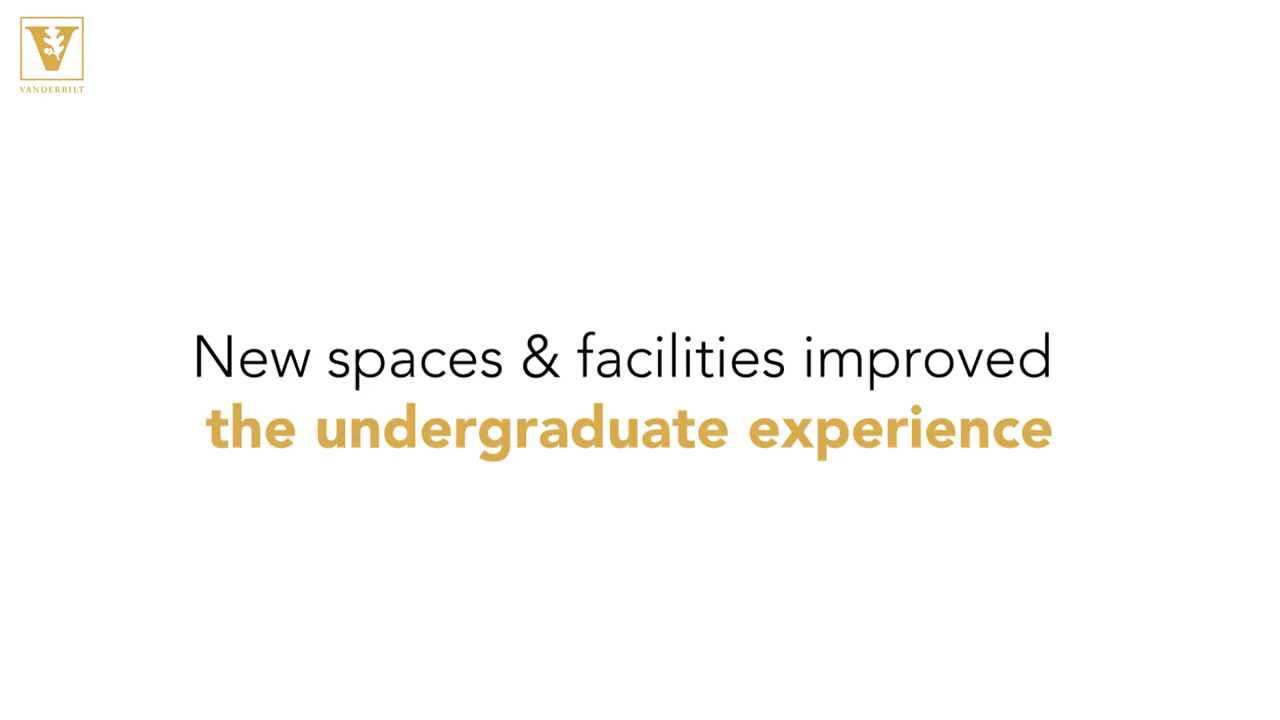 VANDERBILT
New spaces & facilities improved
the undergraduate experience